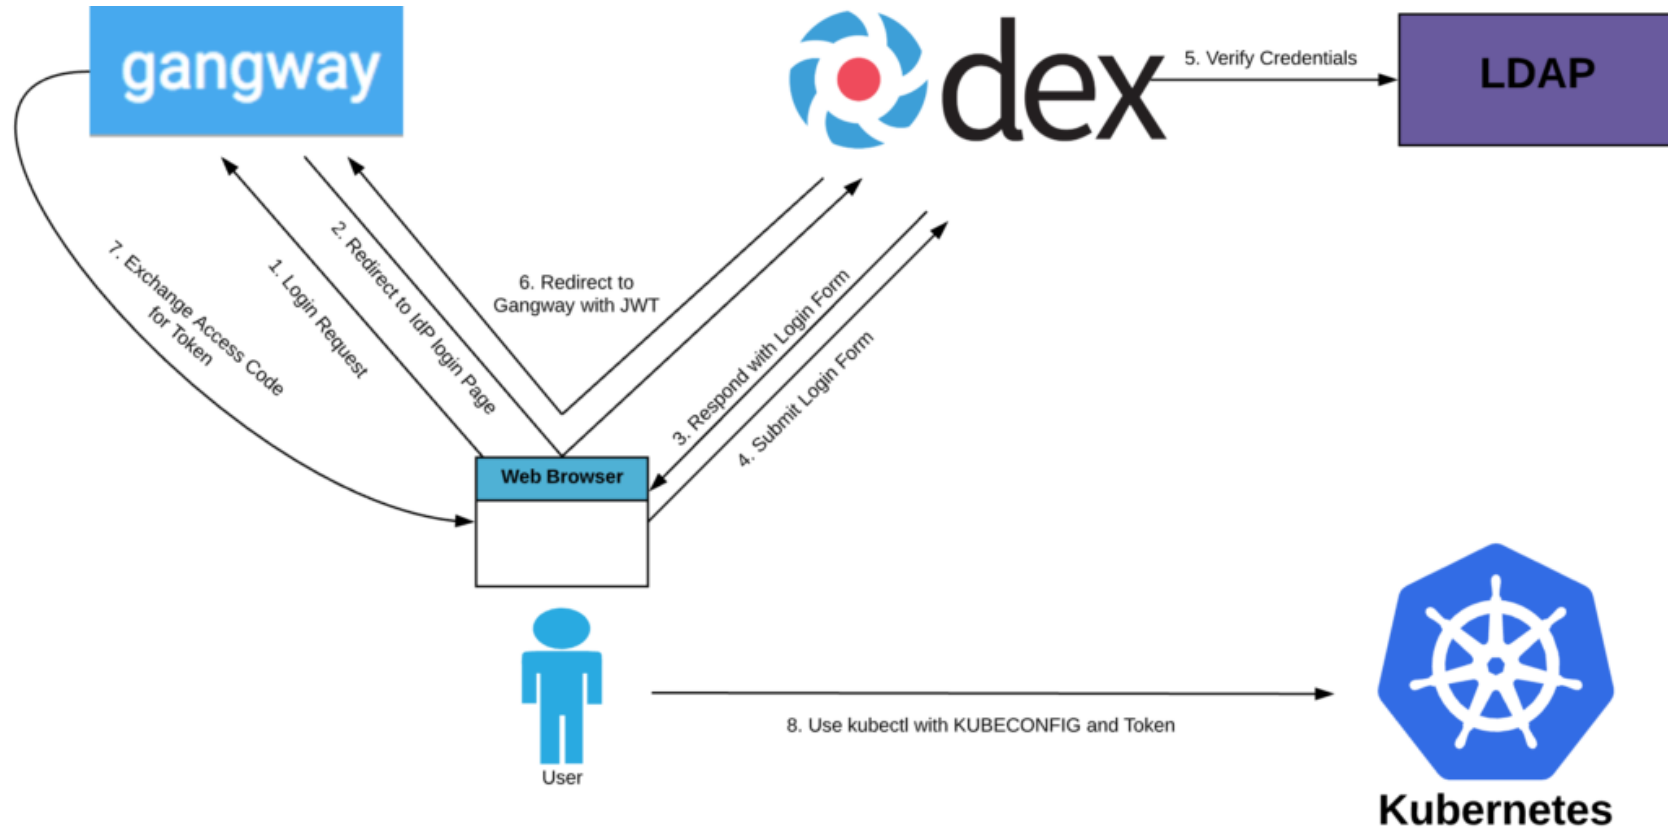 gangway
dex
5. Verify Credentials
LDAP
7. Exchange Access Code
for Token
1. Login Request
2. Redirect to IdP login Page
6. Redirect to
Gangway with JWT
3. Respond with Login Form
4. Submit Login Form
Web Browser
User
8. Use kubectl with KUBECONFIG and Token
Kubernetes